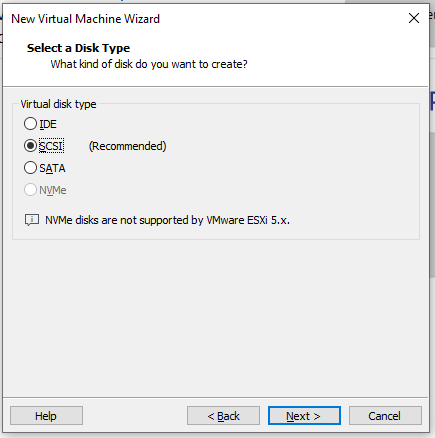 New Virtual Machine Wizard
Select a Disk Type
What kind of disk do you want to create?
Virtual disk type
IDE
SCSI (Recommended)
SATA
NVMe
NVMe disks are not supported by VMware ESXi 5.x.
Help < Back Next > Cancel